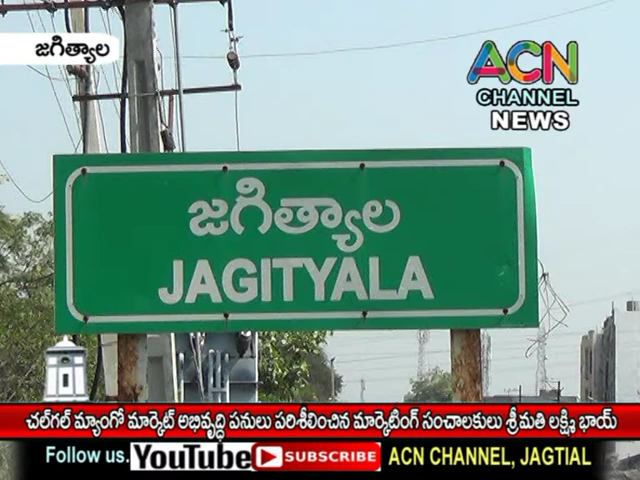 జగిత్యాల
ACN
CHANNEL
NEWS
జగిత్యాల
JAGITYALA
చల్‌గల్ మ్యాంగో మార్కెట్ అభివృద్ధి పనులు పరిశీలించిన మార్కెటింగ్ సంచాలకులు శ్రీమతి లక్ష్మి భాయ్
Follow us. YouTube SUBSCRIBE ACN CHANNEL, JAGTIAL